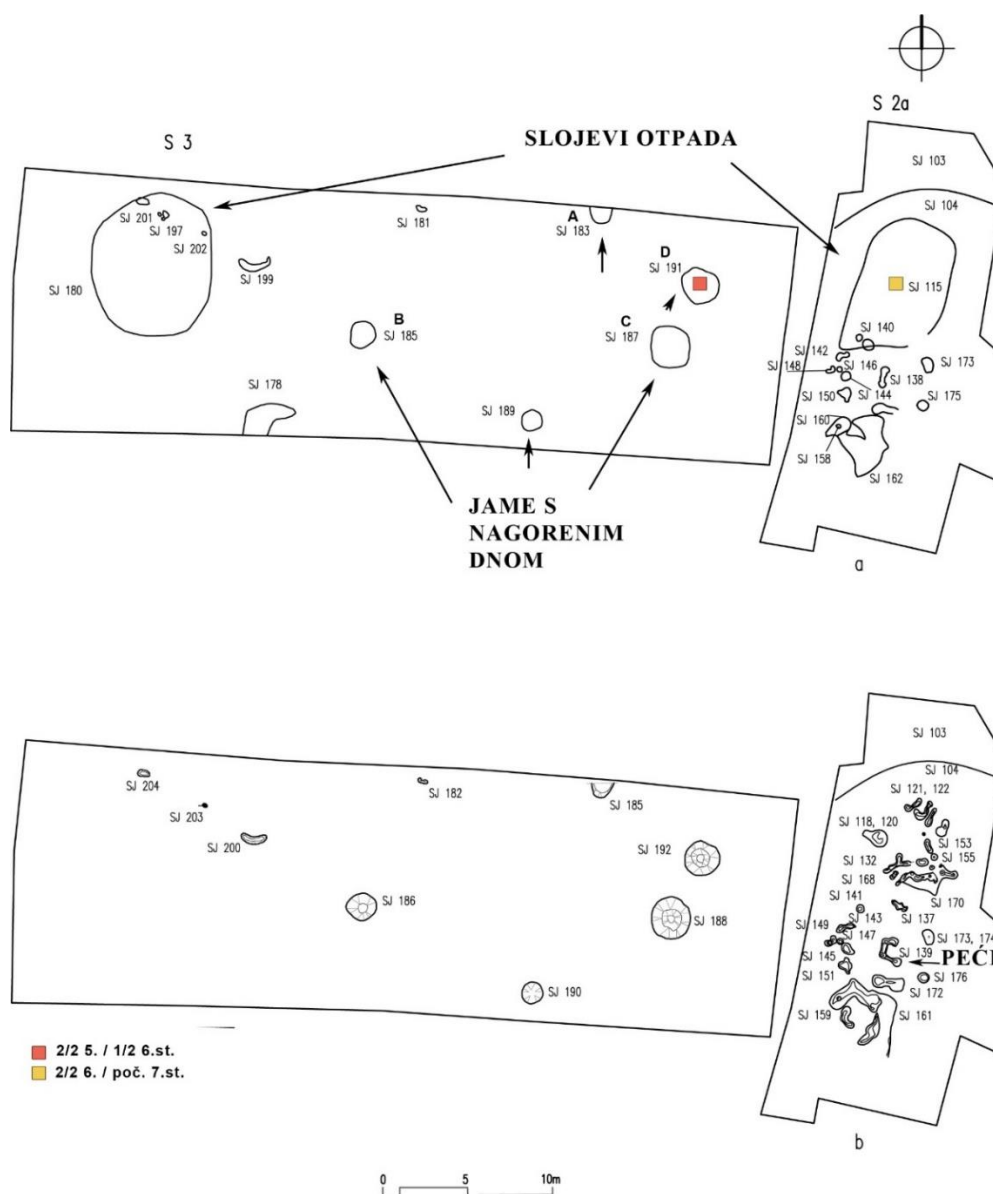 S 3
SLOJEVI OTPADA
S 2a
SJ 103
SJ 104
SJ 201
SJ 197
SJ 202
SJ 181
A
SJ 183
SJ 180
SJ 199
D
SJ 191
SJ 115
B
SJ 185
C
SJ 187
SJ 140
SJ 142
SJ 146
SJ 148
SJ 173
SJ 138
SJ 144
SJ 150
SJ 175
SJ 178
SJ 189
SJ 160
SJ 158
SJ 162
JAME S
NAGORENIM
DNOM
a
SJ 103
SJ 104
SJ 204
SJ 203
SJ 200
SJ 182
SJ 185
SJ 121, 122
SJ 118, 120
SJ 153
SJ 155
SJ 132
SJ 168
SJ 170
SJ 192
SJ 186
SJ 188
SJ 141
SJ 143
SJ 137
SJ 149
SJ 147
SJ 173, 174
SJ 139
SJ 145
PEĆI
SJ 151
SJ 176
SJ 172
SJ 190
SJ 159
SJ 161
2/2 5. / 1/2 6.st.
2/2 6. / poč. 7.st.
b
0 5 10m